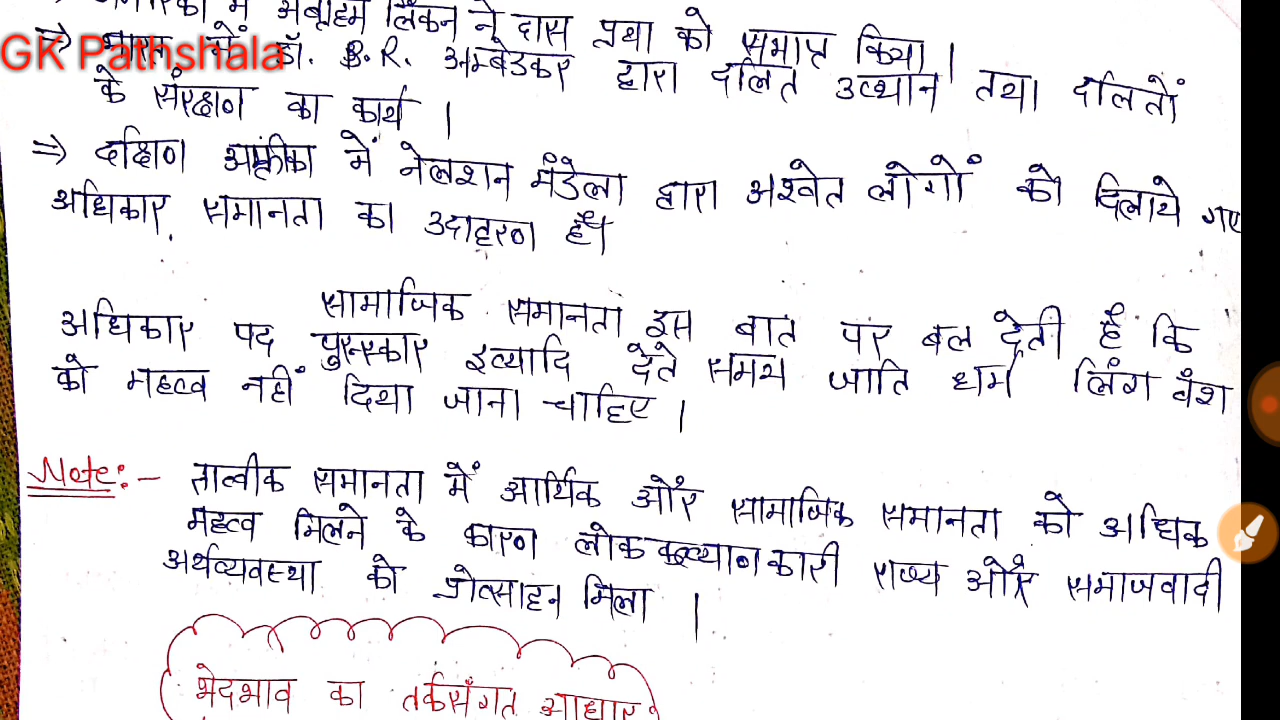 में अब्राहम लिंकन ने दास प्रथा को समाप्त किया।
GK Pathshala
⇒ भारत में डॉ. B.R. अम्बेडकर द्वारा दलित उत्थान तथा दलितों
के संरक्षण का कार्य।
⇒ दक्षिण अफ्रीका में नेलशन मंडेला द्वारा अश्वेत लोगों को दिलाये गए
अधिकार समानता का उदाहरण है।
सामाजिक समानता इस बात पर बल देती है कि
अधिकार पद पुरुस्कार इत्यादि देते समय जाति धर्म लिंग वंश
को महत्व नहीं दिया जाना चाहिए।
Note:- तात्वीक समानता में आर्थिक और सामाजिक समानता को अधिक
महत्व मिलने के कारण लोक कल्याणकारी राज्य और समाजवादी
अर्थव्यवस्था को प्रोत्साहन मिला।
भेदभाव का तर्कसंगत आधार